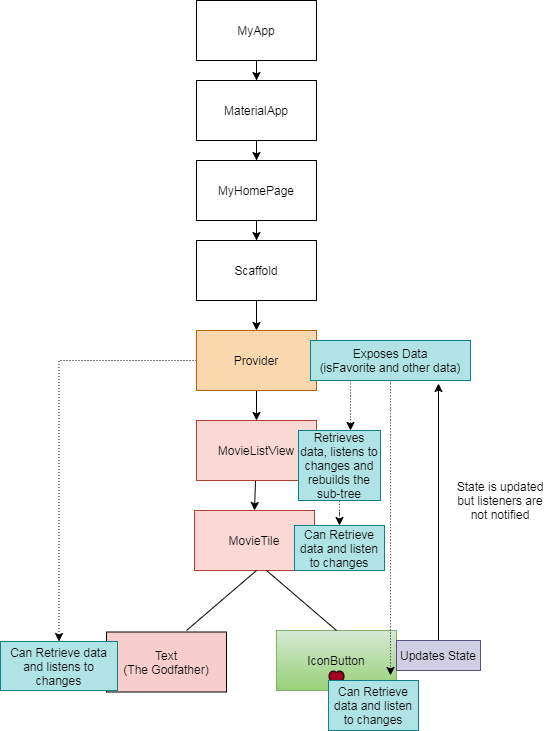 MyApp
MaterialApp
MyHomePage
Scaffold
Provider
Exposes Data
(isFavorite and other data)
MovieListView
Retrieves
data, listens to
changes and
rebuilds the
sub-tree
State is updated
but listeners are
not notified
MovieTile
Can Retrieve
data and listen
to changes
Can Retrieve data
and listens to
changes
Text
(The Godfather)
IconButton
Updates State
Can Retrieve
data and listen
to changes